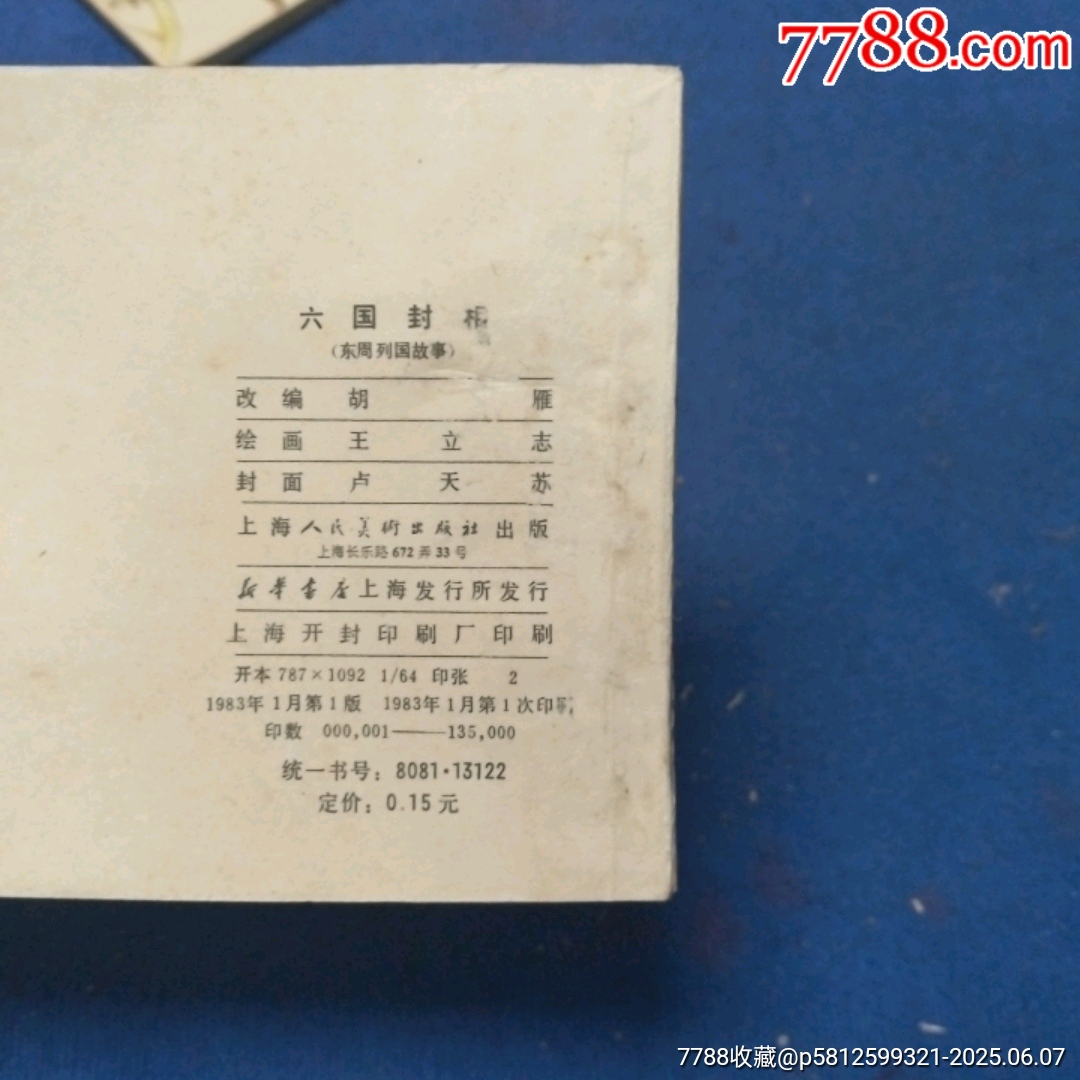 7788.com
六国封相
(东周列国故事)
改编 胡 雁
绘画 王立志
封面 卢天苏
上海人民美術出版社出版
上海长乐路672弄33号
新华书店上海发行所发行
上海开封印刷厂印刷
开本 787×1092 1/64 印张 2
1983年1月第1版 1983年1月第1次印刷
印数 000,001——135,000
统一书号：8081·13122
定价：0.15元
7788收藏@p5812599321-2025.06.07